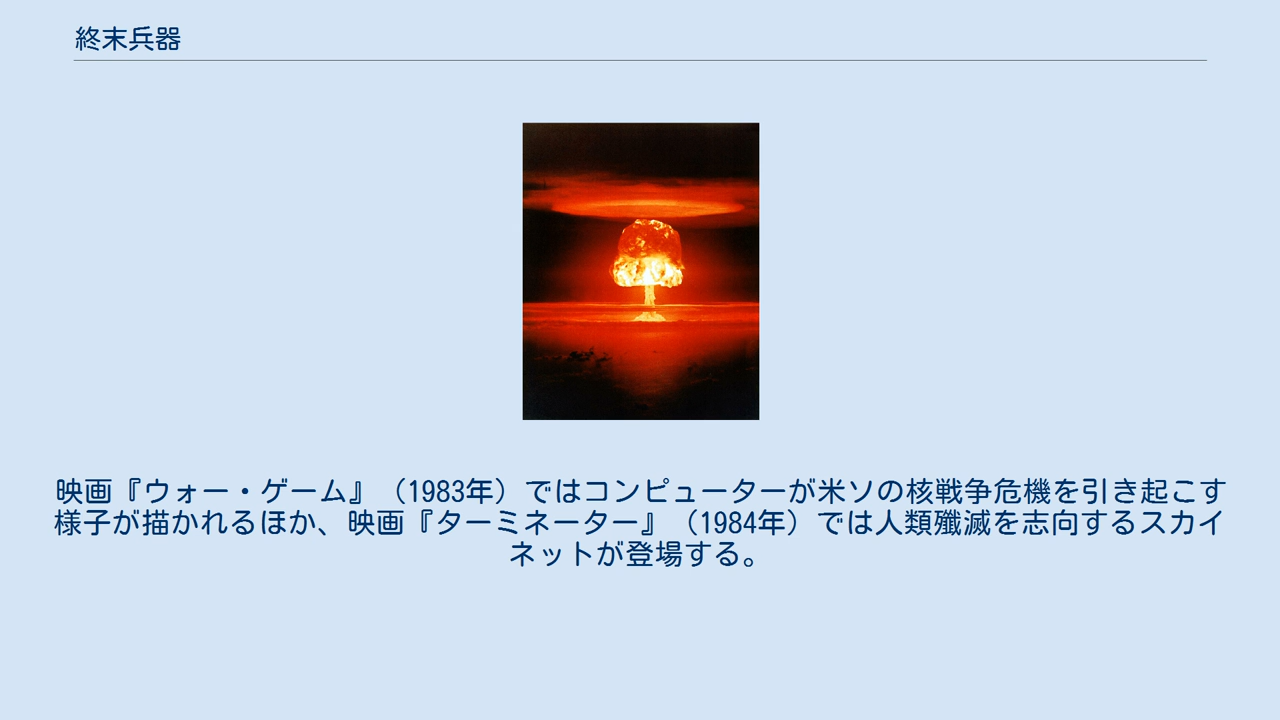 終末兵器
映画『ウォー・ゲーム』（1983年）ではコンピューターが米ソの核戦争危機を引き起こす
様子が描かれるほか、映画『ターミネーター』（1984年）では人類殲滅を志向するスカイ
ネットが登場する。